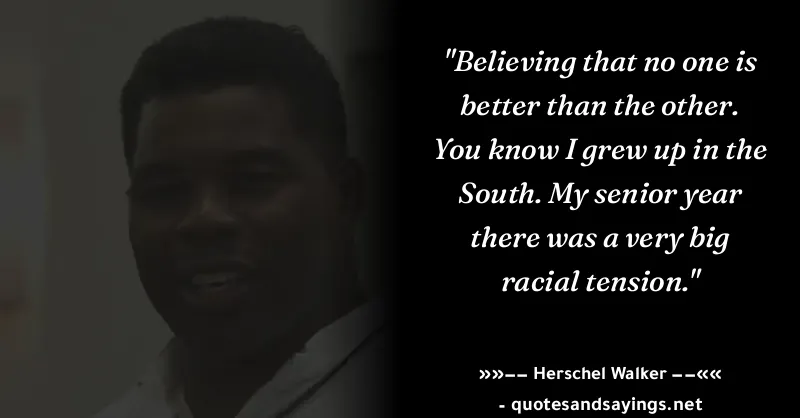 "Believing that no one is
better than the other.
You know I grew up in the
South. My senior year
there was a very big
racial tension."
»»–– Herschel Walker ––««
- quotesandsayings.net